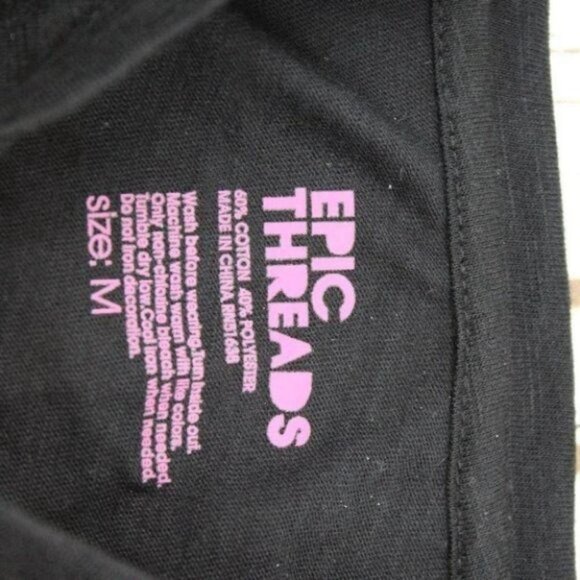 EPIC
THREADS
60% COTTON 40% POLYESTER
MADE IN CHINA RN51638
Wash before wearing.Turn inside out.
Machine wash warm with like colors.
Only non-chlorine bleach when needed.
Tumble dry low.Cool iron when needed.
Do not iron decoration.
size: M